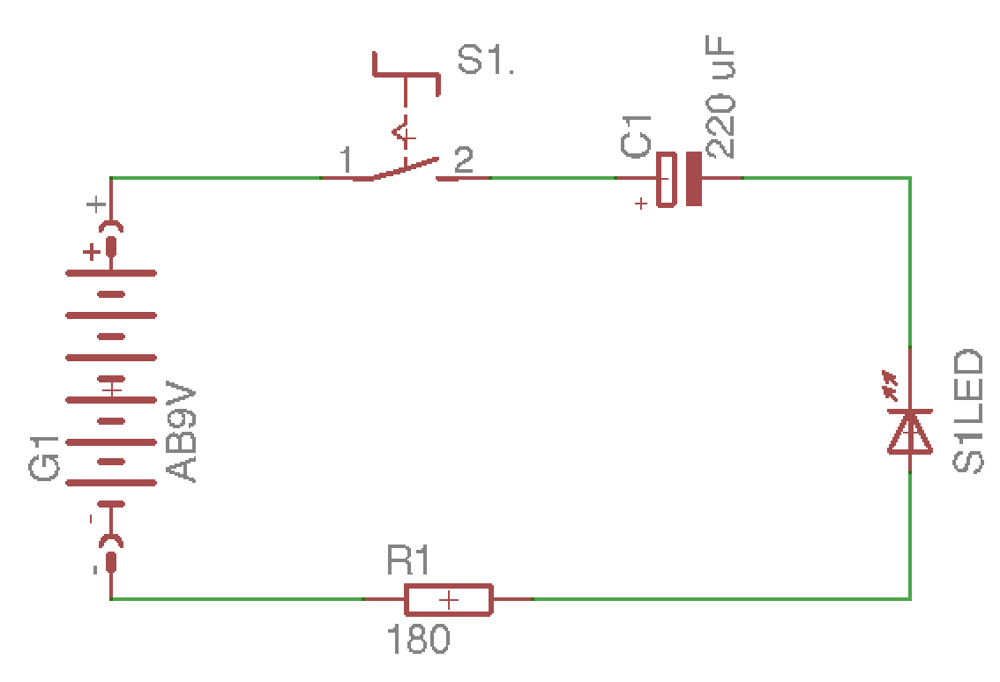 S1.
1
2
C1
220 uF
+
+
+
G1
AB9V
-
-
S1LED
R1
180